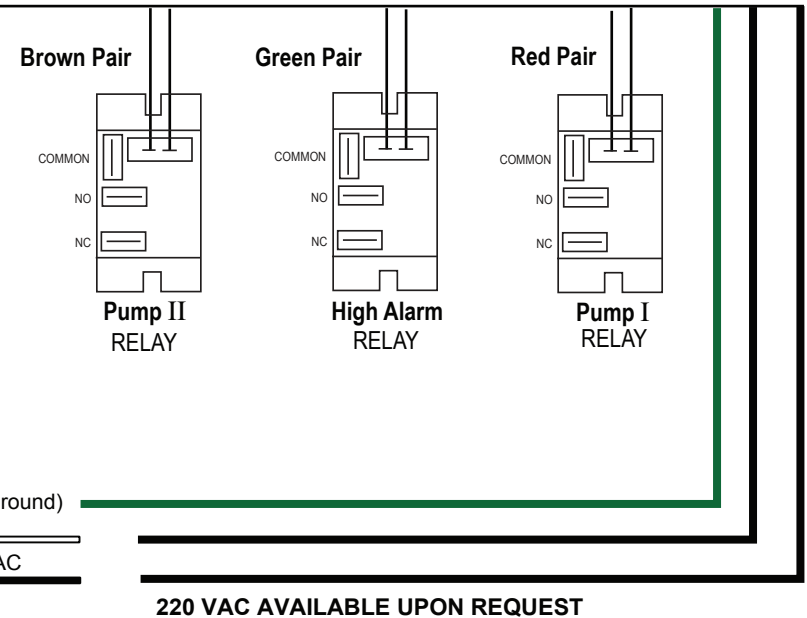 Brown Pair
Green Pair
Red Pair
COMMON
NO
NC
Pump II
RELAY
COMMON
NO
NC
High Alarm
RELAY
COMMON
NO
NC
Pump I
RELAY
round)
AC
220 VAC AVAILABLE UPON REQUEST